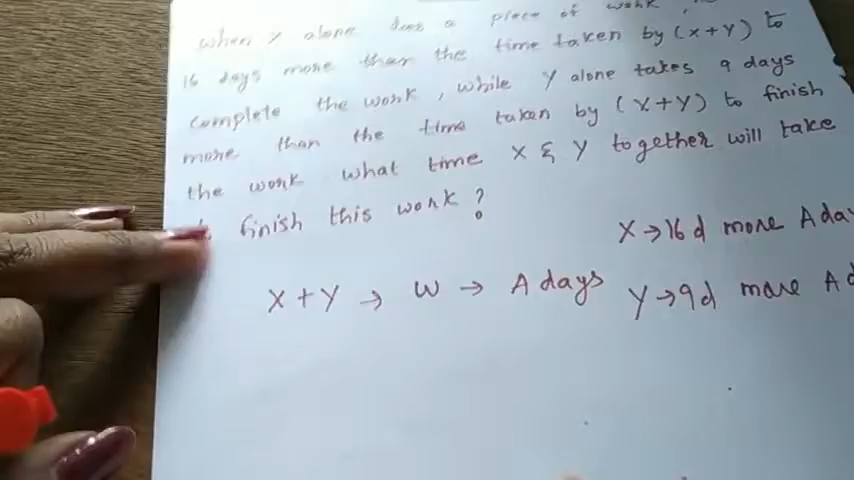 when x alone does a piece of work,
16 days more than the time taken by (x+y) to
complete the work, while y alone takes 9 days
more than the time taken by (x+y) to finish
the work what time x & y together will take
finish this work?
x → 16 d more A day
x + y → w → A days
y → 9d more A d